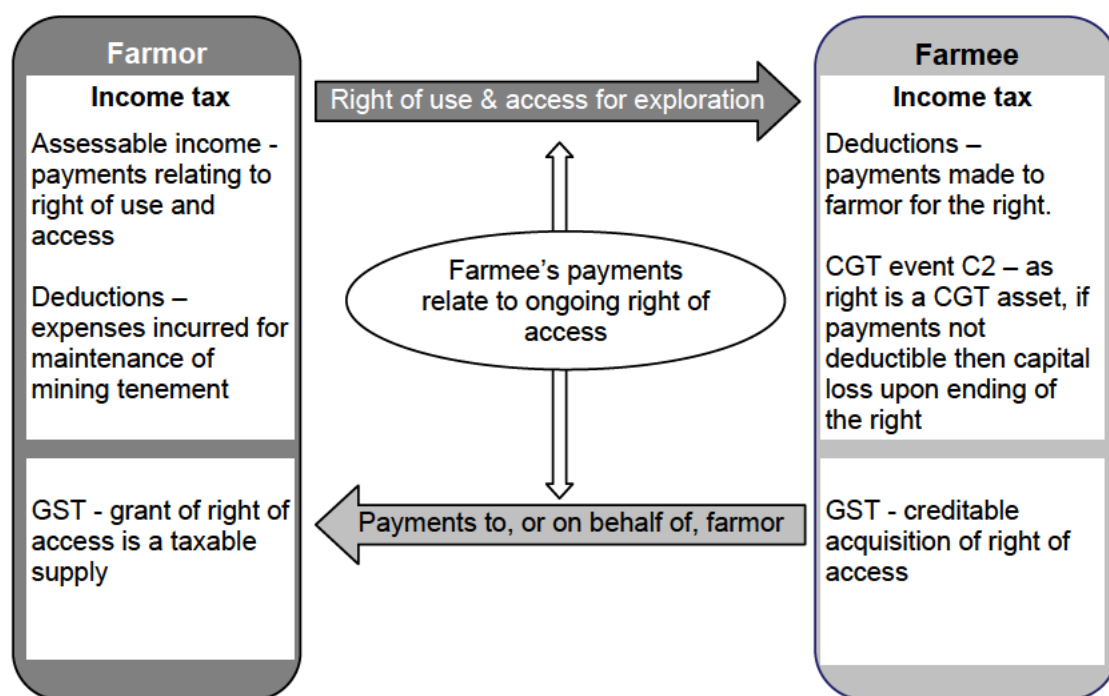 Farmor
Income tax
Assessable income -
payments relating to
right of use and
access
Deductions –
expenses incurred for
maintenance of
mining tenement
GST - grant of right of
access is a taxable
supply
Right of use & access for exploration
Farmee's payments
relate to ongoing right of
access
Payments to, or on behalf of, farmor
Farmee
Income tax
Deductions –
payments made to
farmor for the right.
CGT event C2 – as
right is a CGT asset, if
payments not
deductible then capital
loss upon ending of
the right
GST - creditable
acquisition of right of
access